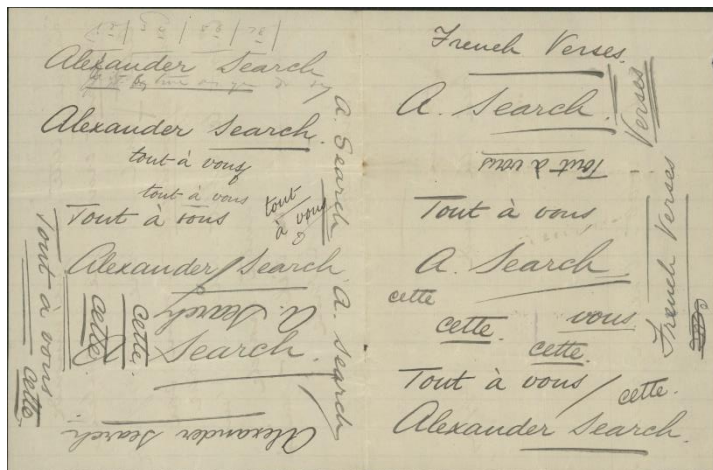 Alexander Search
Alexander Search.
tout à vous
tout à vous
Tout à vous
tout
à vous
Alexander Search.
A. Search
Search.
cette.
cette.
Tout à vous
cette.
Alexander Search
A. Search
A. Search
French Verses.
A. Search.
Tout à vous
Tout à vous
A. Search
cette
cette.
vous
cette.
Tout à vous / cette.
Alexander Search.
Verses
French Verses
cette